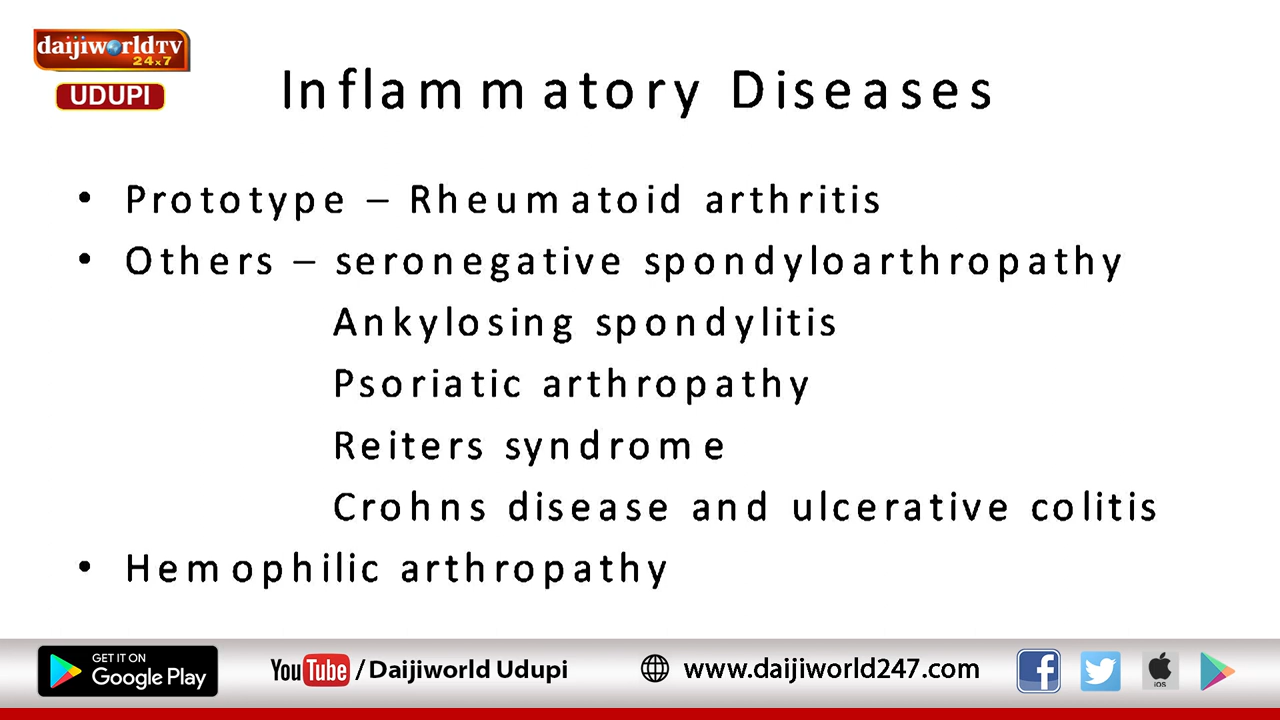 daijiworldTV
24x7
UDUPI
Inflammatory Diseases
• Prototype – Rheumatoid arthritis
• Others – seronegative spondyloarthropathy
Ankylosing spondylitis
Psoriatic arthropathy
Reiters syndrome
Crohns disease and ulcerative colitis
• Hemophilic arthropathy
GET IT ON
Google Play
YouTube / Daijiworld Udupi
www.daijiworld247.com
f
iOS